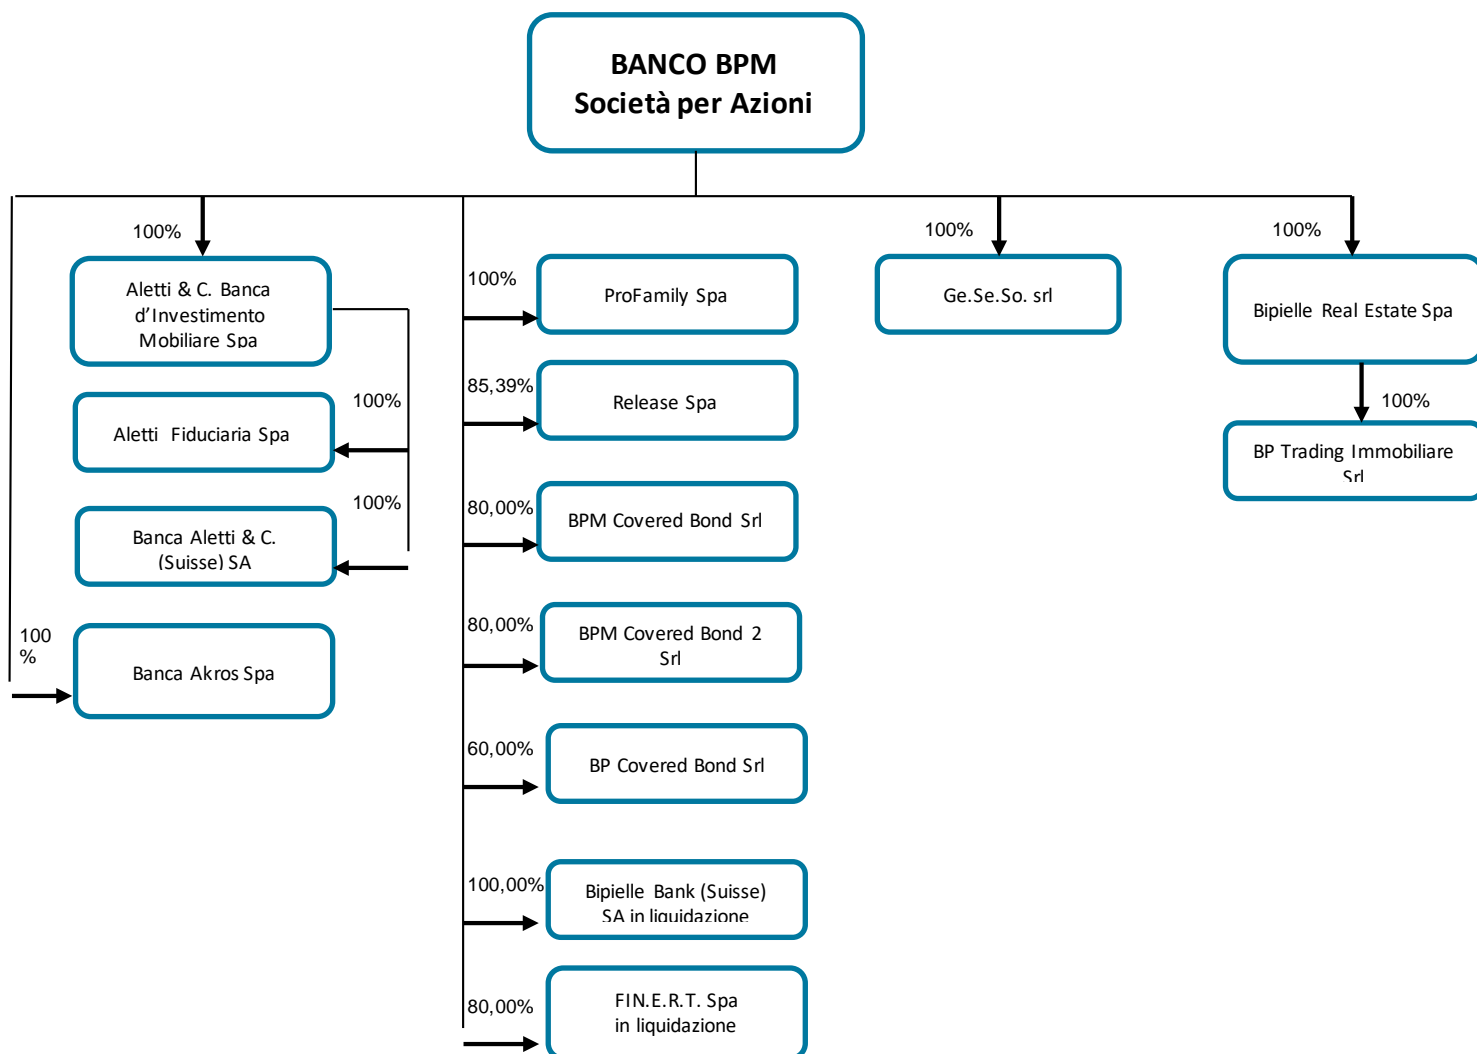 BANCO BPM
Società per Azioni
100%
Aletti & C. Banca
d’Investimento
Mobiliare Spa
100%
Aletti Fiduciaria Spa
100%
Banca Aletti & C.
(Suisse) SA
100
%
Banca Akros Spa
100%
ProFamily Spa
85,39%
Release Spa
80,00%
BPM Covered Bond Srl
80,00%
BPM Covered Bond 2
Srl
60,00%
BP Covered Bond Srl
100,00%
Bipielle Bank (Suisse)
SA in liquidazione
80,00%
FIN.E.R.T. Spa
in liquidazione
100%
Ge.Se.So. srl
100%
Bipielle Real Estate Spa
100%
BP Trading Immobiliare
Srl